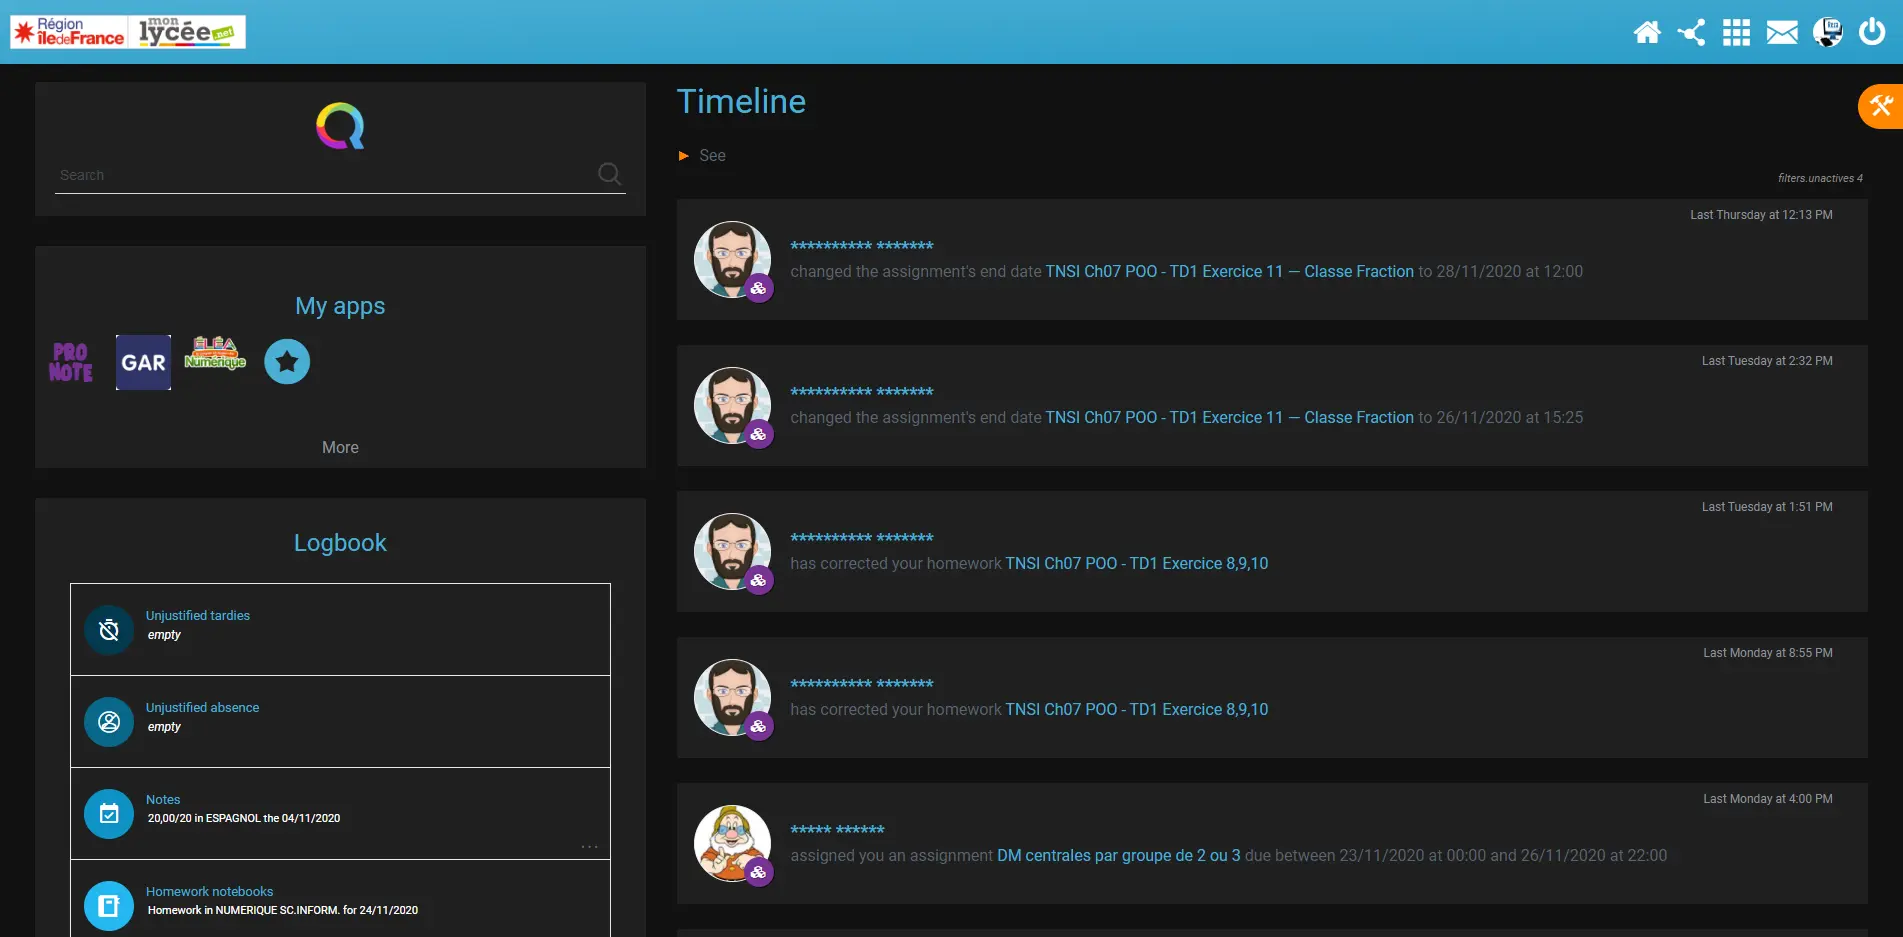 Région
îledeFrance
mon
lycée.net
Search
My apps
PRO
NOTE
GAR
ÉLÉA
Numérique
More
Logbook
Unjustified tardies
empty
Unjustified absence
empty
Notes
20,00/20 in ESPAGNOL the 04/11/2020
...
Homework notebooks
Homework in NUMERIQUE SC.INFORM. for 24/11/2020
Timeline
See
filters.unactives 4
Last Thursday at 12:13 PM
********** *******
changed the assignment's end date TNSI Ch07 POO - TD1 Exercice 11 — Classe Fraction to 28/11/2020 at 12:00
Last Tuesday at 2:32 PM
********** *******
changed the assignment's end date TNSI Ch07 POO - TD1 Exercice 11 — Classe Fraction to 26/11/2020 at 15:25
Last Tuesday at 1:51 PM
********** *******
has corrected your homework TNSI Ch07 POO - TD1 Exercice 8,9,10
Last Monday at 8:55 PM
********** *******
has corrected your homework TNSI Ch07 POO - TD1 Exercice 8,9,10
Last Monday at 4:00 PM
***** ******
assigned you an assignment DM centrales par groupe de 2 ou 3 due between 23/11/2020 at 00:00 and 26/11/2020 at 22:00